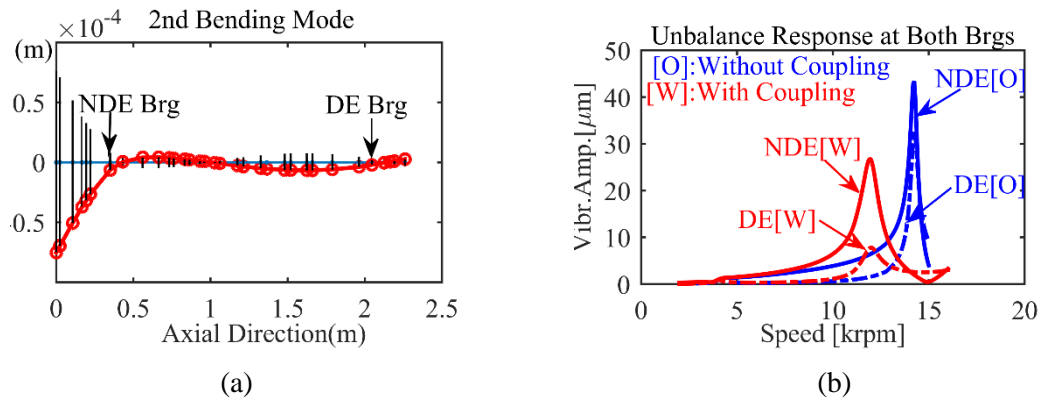 ×10⁻⁴
2nd Bending Mode
(m)
NDE Brg
DE Brg
0
0.5
0 0.5 1 1.5 2 2.5
Axial Direction(m)
(a)
Unbalance Response at Both Brgs
50
40
30
20
10
0
Vibr.Amp.[μm]
[O]:Without Coupling
[W]:With Coupling
NDE[O]
NDE[W]
DE[O]
DE[W]
0 5 10 15 20
Speed [krpm]
(b)